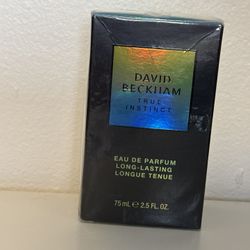 DAVID
BECKHAM
TRUE
INSTINCT
EAU DE PARFUM
LONG-LASTING
LONGUE TENUE
75 mL ℮ 2.5 FL. OZ.